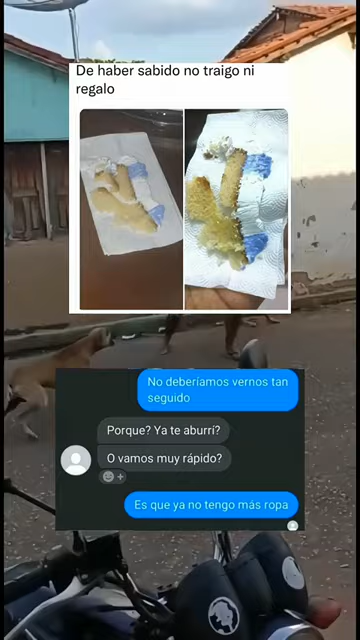 De haber sabido no traigo ni
regalo
No deberíamos vernos tan
seguido
Porque? Ya te aburrí?
O vamos muy rápido?
Es que ya no tengo más ropa